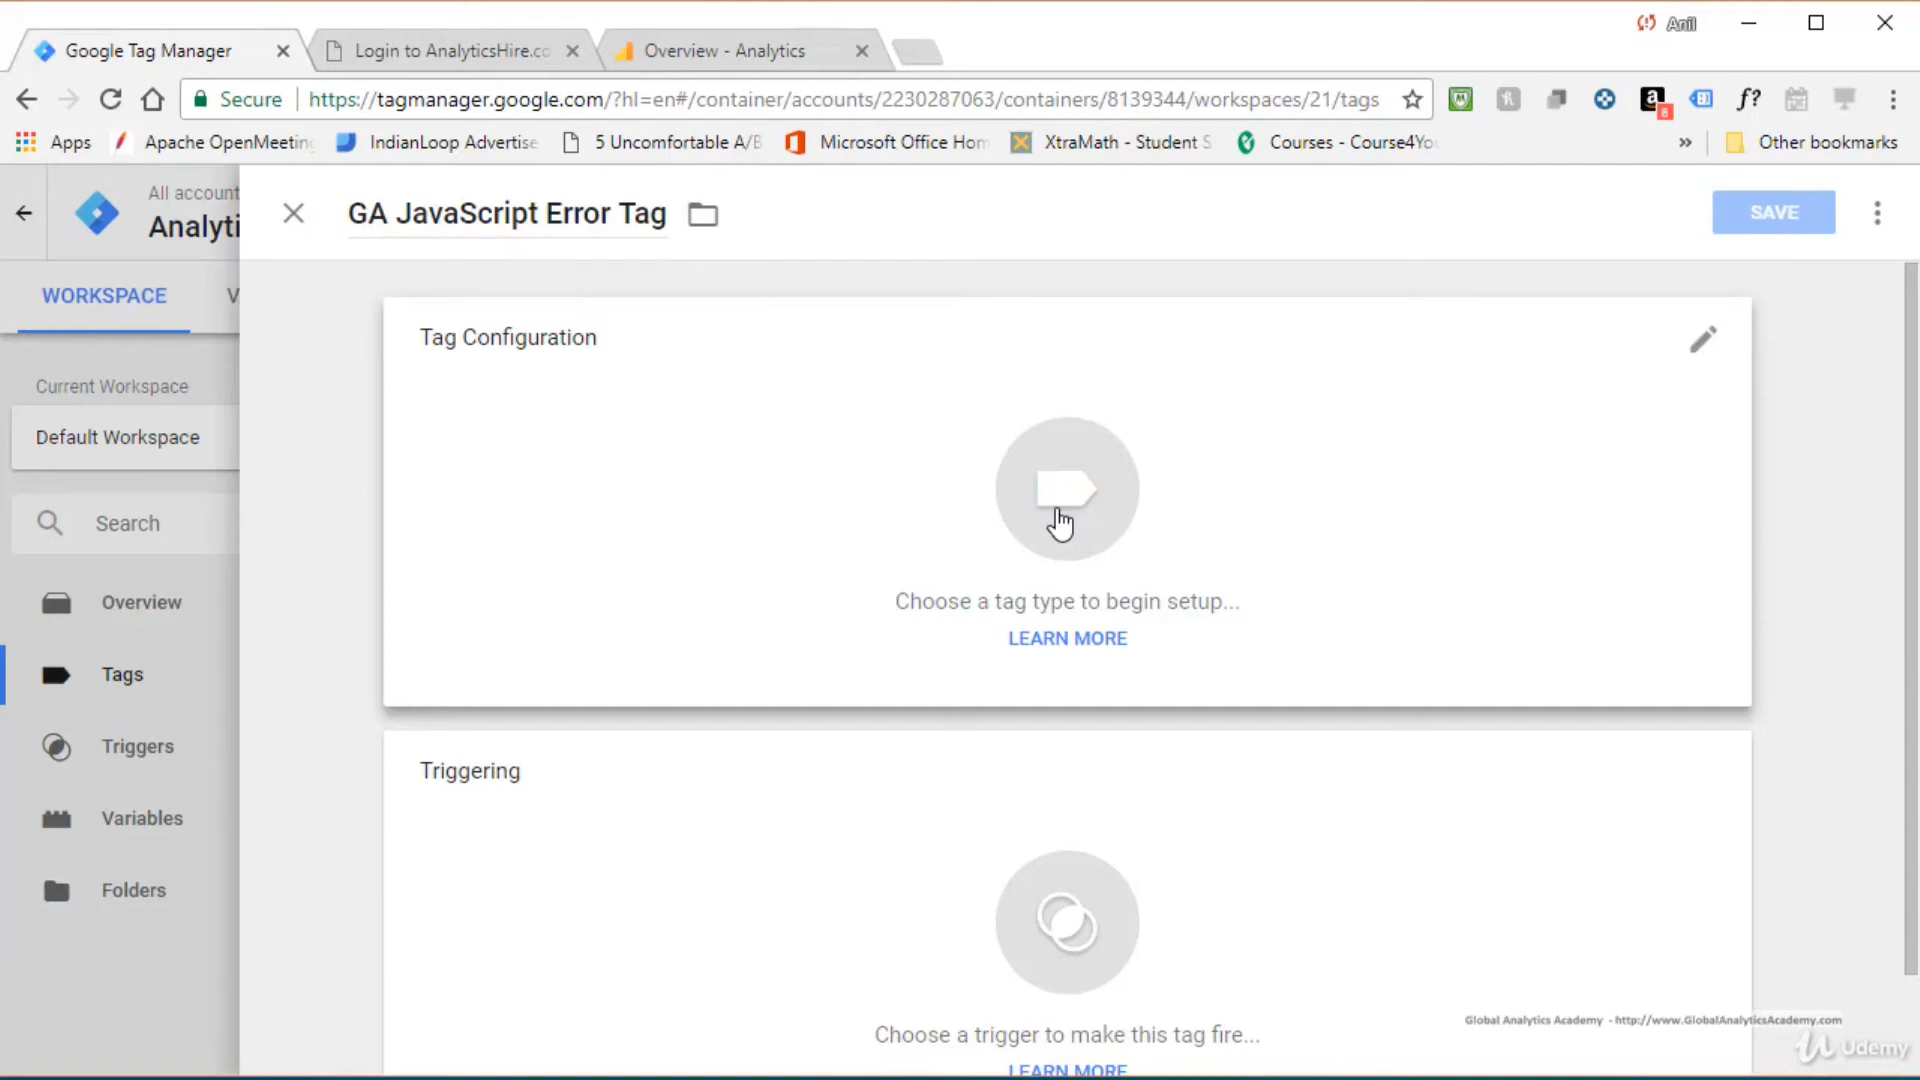 Anil
Google Tag Manager
Login to AnalyticsHire.co
Overview - Analytics
Secure
https://tagmanager.google.com/?hl=en#/container/accounts/2230287063/containers/8139344/workspaces/21/tags
a
8
f?
Apps
Apache OpenMeeting
IndianLoop Advertise
5 Uncomfortable A/B
Microsoft Office Hom
XtraMath - Student S
Courses - Course4Yo
»
Other bookmarks
All account
Analyti
GA JavaScript Error Tag
SAVE
WORKSPACE
V
Tag Configuration
Current Workspace
Default Workspace
Search
Choose a tag type to begin setup...
LEARN MORE
Overview
Tags
Triggers
Variables
Folders
Triggering
Choose a trigger to make this tag fire...
LEARN MORE
Global Analytics Academy - http://www.GlobalAnalyticsAcademy.com
Udemy